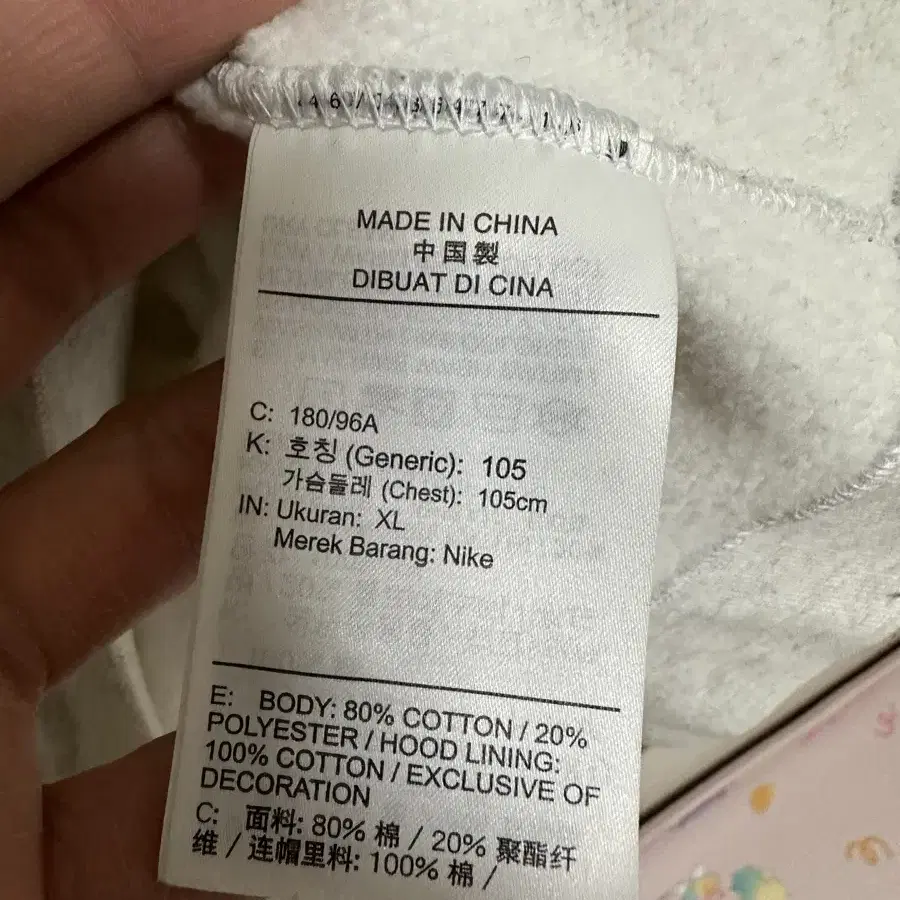 MADE IN CHINA
中国製
DIBUAT DI CINA
C: 180/96A
K: 호칭 (Generic): 105
가슴둘레 (Chest): 105cm
IN: Ukuran: XL
Merek Barang: Nike
E: BODY: 80% COTTON / 20%
POLYESTER / HOOD LINING:
100% COTTON / EXCLUSIVE OF
DECORATION
C: 面料: 80% 棉 / 20% 聚酯纤
维 / 连帽里料: 100% 棉 /